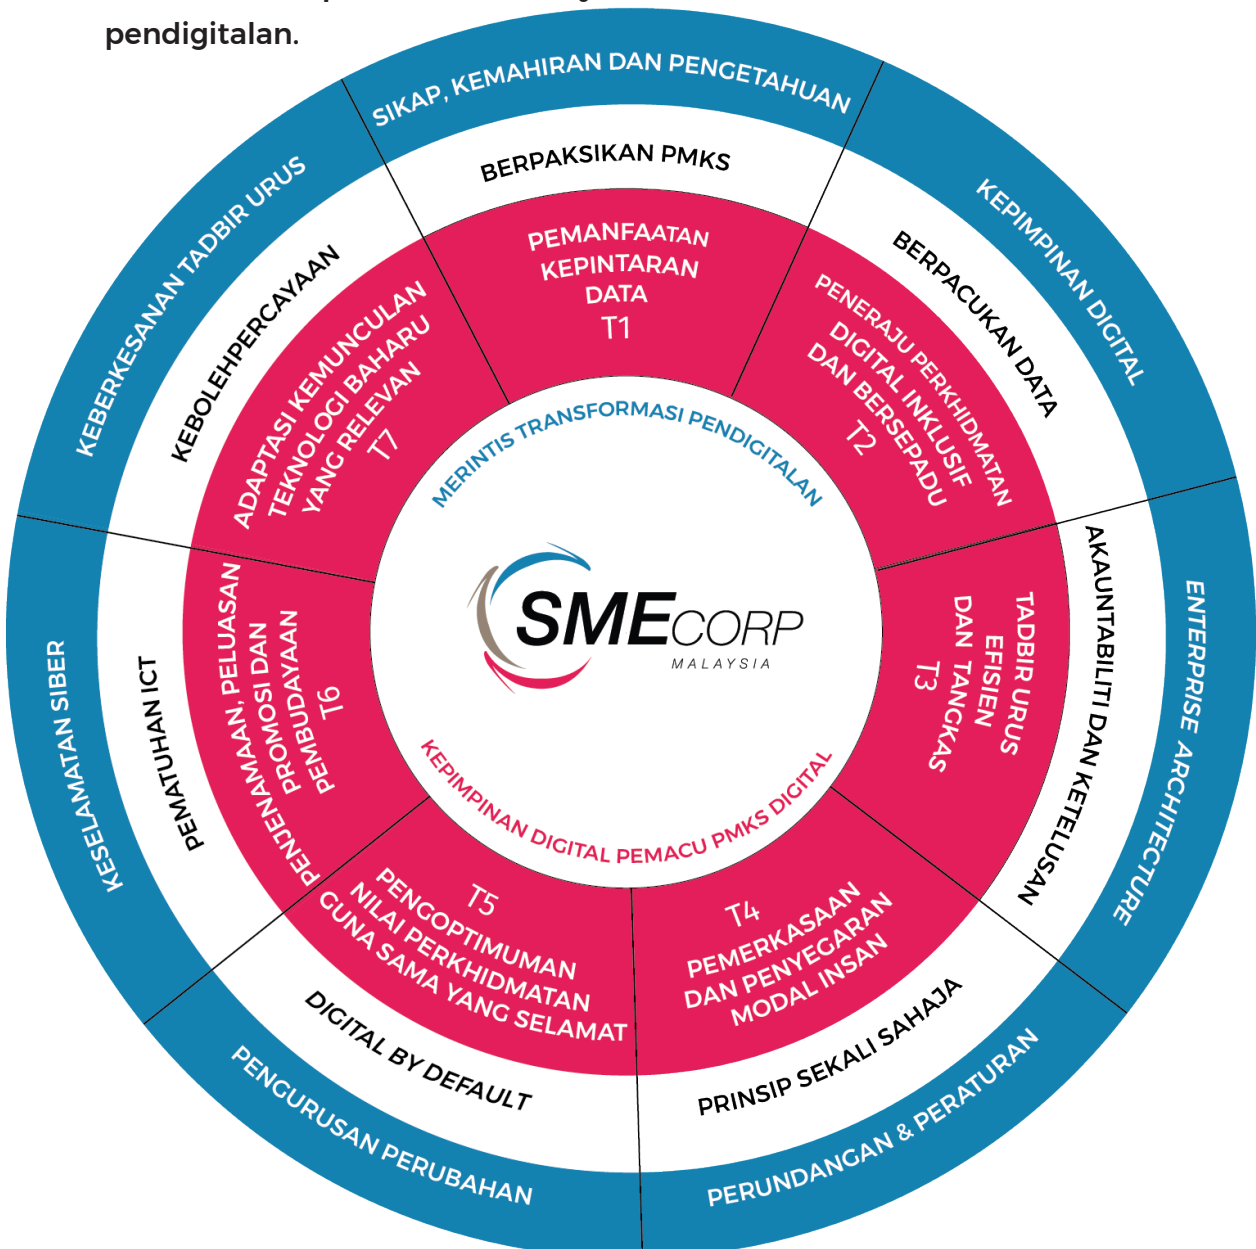 pendigitalan.
SIKAP, KEMAHIRAN DAN PENGETAHUAN
BERPAKSIKAN PMKS
PEMANFAATAN
KEPINTARAN
DATA
T1
KEPIMPINAN DIGITAL
BERPACUKAN DATA
PENERAJU PERKHIDMATAN
DIGITAL INKLUSIF
DAN BERSEPADU
T2
ENTERPRISE ARCHITECTURE
AKAUNTABILITI DAN KETELUSAN
TADBIR URUS
EFISIEN
DAN TANGKAS
T3
PERUNDANGAN & PERATURAN
PRINSIP SEKALI SAHAJA
T4
PEMERKASAAN
DAN PENYEGARAN
MODAL INSAN
PENGURUSAN PERUBAHAN
DIGITAL BY DEFAULT
T5
PENGOPTIMUMAN
NILAI PERKHIDMATAN
GUNA SAMA YANG SELAMAT
KESELAMATAN SIBER
PEMATUHAN ICT
PENJENAMAAN, PELUASAN
PROMOSI DAN
PEMBUDAYAAN
T6
KEBERKESANAN TADBIR URUS
KEBOLEHPERCAYAAN
ADAPTASI KEMUNCULAN
TEKNOLOGI BAHARU
YANG RELEVAN
T7
MERINTIS TRANSFORMASI PENDIGITALAN
SMECORP
MALAYSIA
KEPIMPINAN DIGITAL PEMACU PMKS DIGITAL